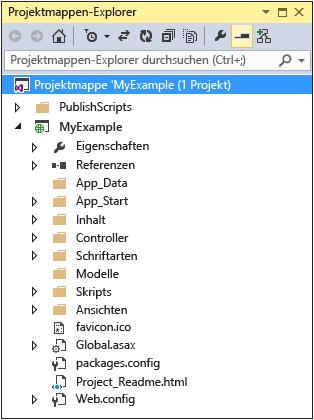 Projektmappen-Explorer
Projektmappen-Explorer durchsuchen (Ctrl+;)
Projektmappe 'MyExample (1 Projekt)
PublishScripts
MyExample
Eigenschaften
Referenzen
App_Data
App_Start
Inhalt
Controller
Schriftarten
Modelle
Skripts
Ansichten
favicon.ico
Global.asax
packages.config
Project_Readme.html
Web.config